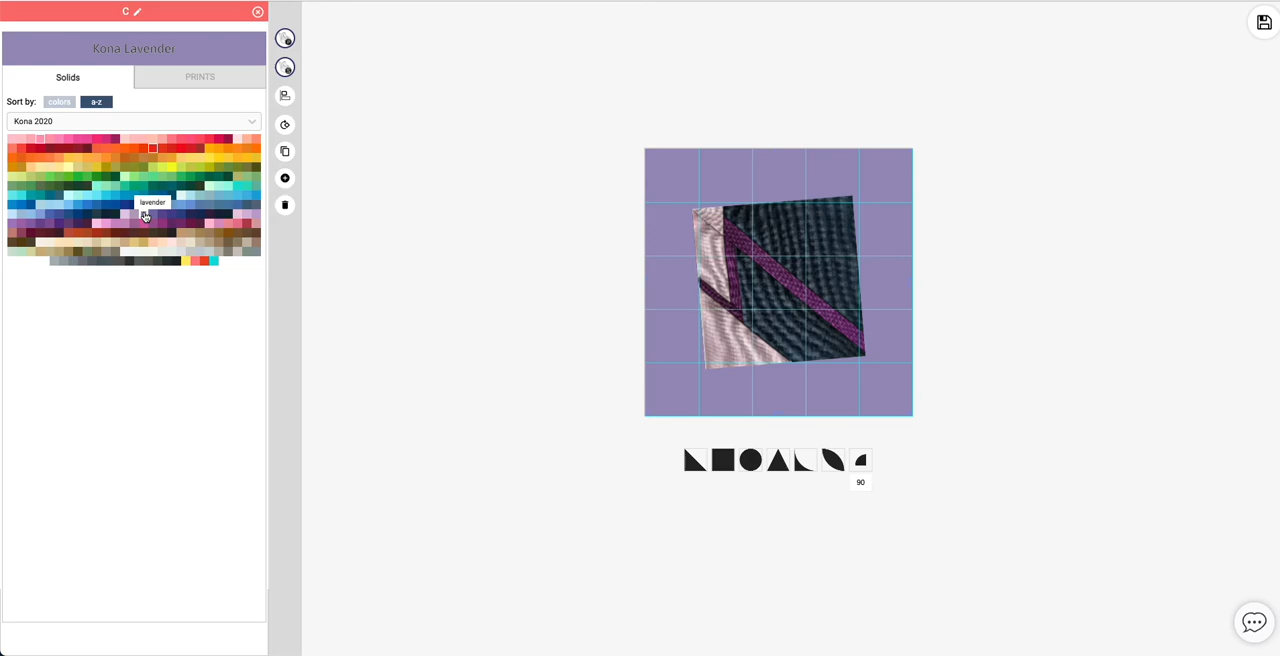 C
Kona Lavender
Solids
PRINTS
Sort by: colors a-z
Kona 2020
lavender
90